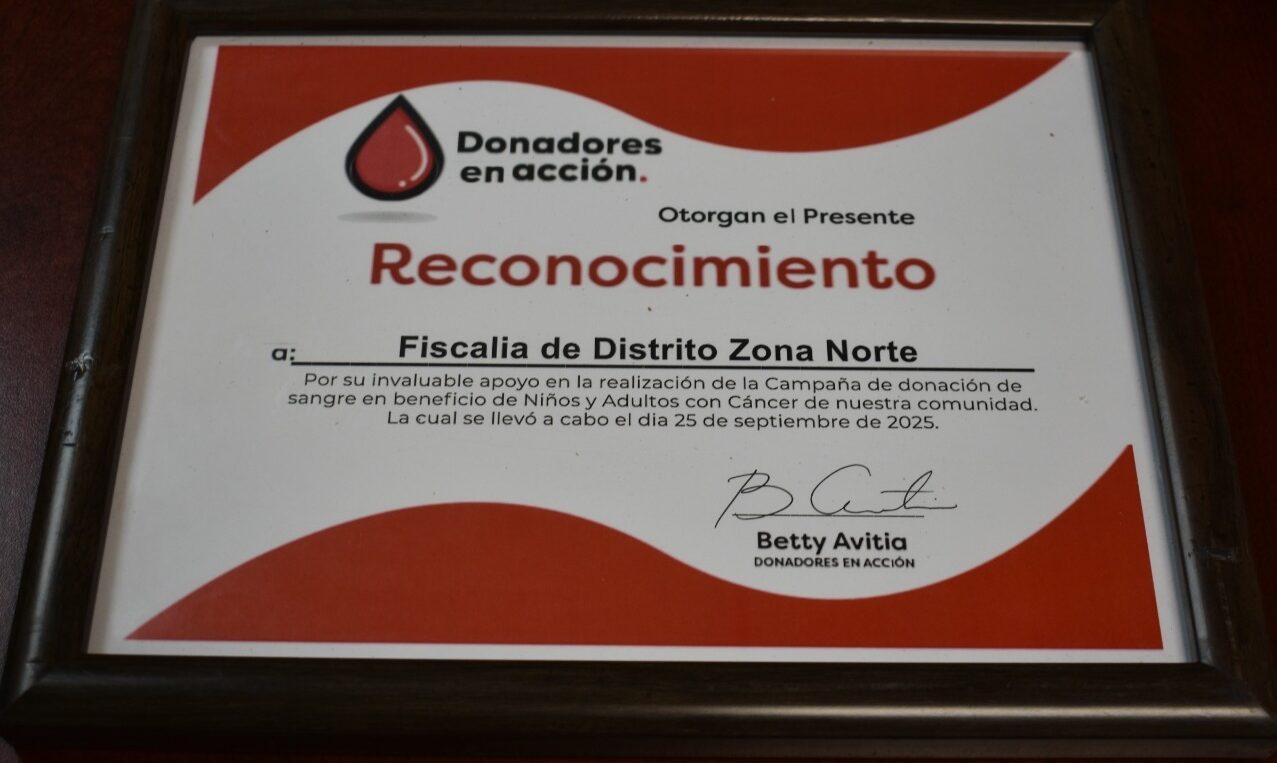 Donadores
en acción.
Otorgan el Presente
Reconocimiento
a: Fiscalia de Distrito Zona Norte
Por su invaluable apoyo en la realización de la Campaña de donación de
sangre en beneficio de Niños y Adultos con Cáncer de nuestra comunidad.
La cual se llevó a cabo el dia 25 de septiembre de 2025.
B Avitia
Betty Avitia
DONADORES EN ACCIÓN